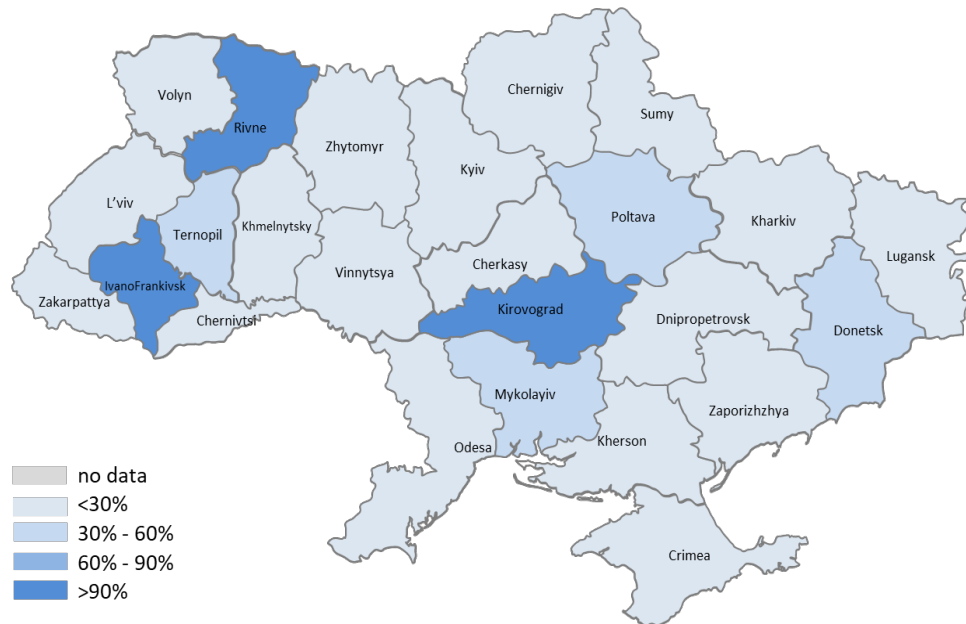 Chernigiv
Volyn
Sumy
Rivne
Zhytomyr
Kyiv
L'viv
Poltava
Kharkiv
Khmelnytsky
Ternopil
Lugansk
Cherkasy
Vinnytsya
IvanoFrankivsk
Zakarpattya
Kirovograd
Chernivtsi
Dnipropetrovsk
Donetsk
Mykolayiv
Zaporizhzhya
Kherson
Odesa
Crimea
no data
<30%
30% - 60%
60% - 90%
>90%